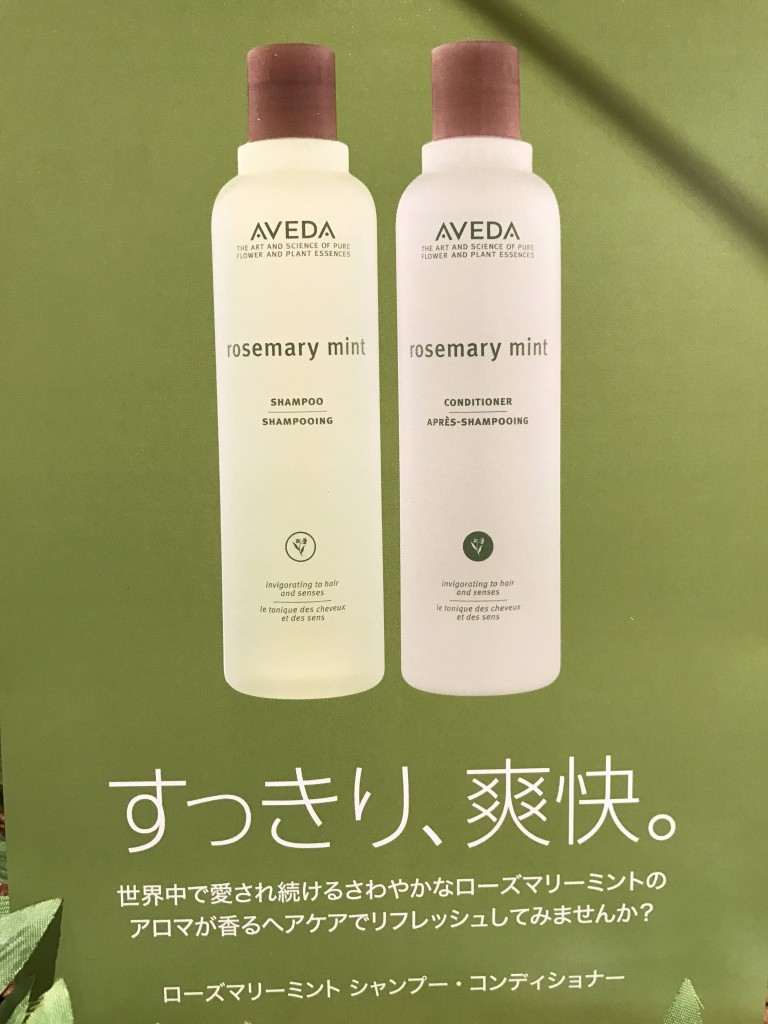 AVEDA
THE ART AND SCIENCE OF PURE
FLOWER AND PLANT ESSENCES
rosemary mint
SHAMPOO
SHAMPOOING
invigorating to hair
and senses
le tonique des cheveux
et des sens
AVEDA
THE ART AND SCIENCE OF PURE
FLOWER AND PLANT ESSENCES
rosemary mint
CONDITIONER
APRÈS-SHAMPOOING
invigorating to hair
and senses
le tonique des cheveux
et des sens
すっきり、爽快。
世界中で愛され続けるさわやかなローズマリーミントの
アロマが香るヘアケアでリフレッシュしてみませんか?
ローズマリーミント シャンプー・コンディショナー